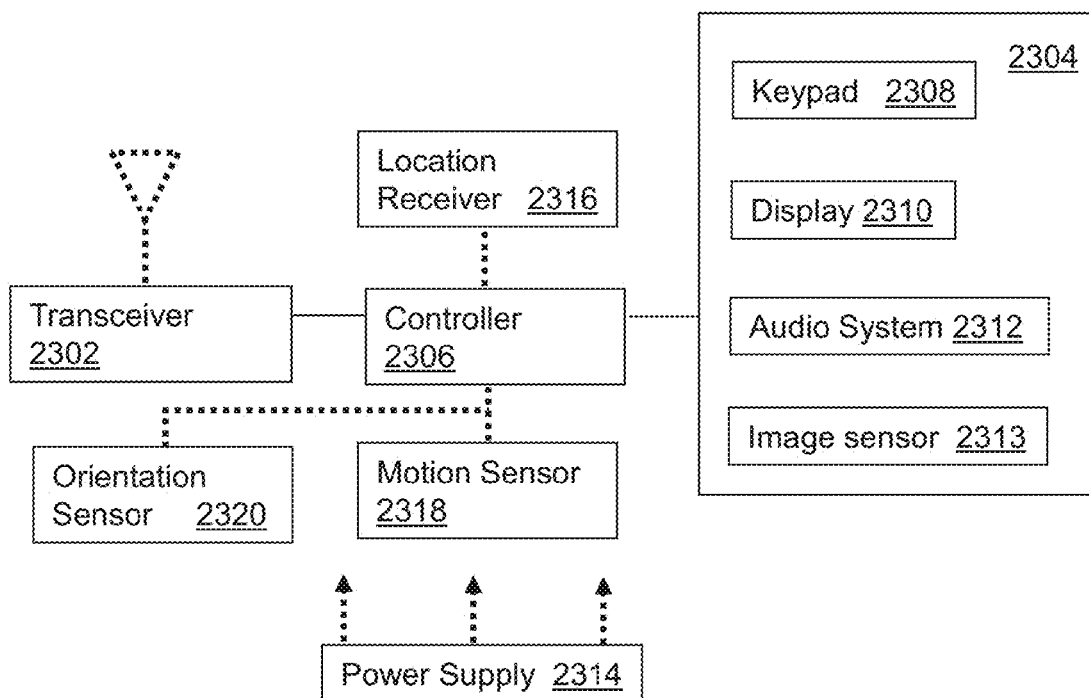 2304
Keypad 2308
Location
Receiver 2316
Display 2310
Transceiver
2302
Controller
2306
Audio System 2312
Image sensor 2313
Orientation
Sensor 2320
Motion Sensor
2318
Power Supply 2314